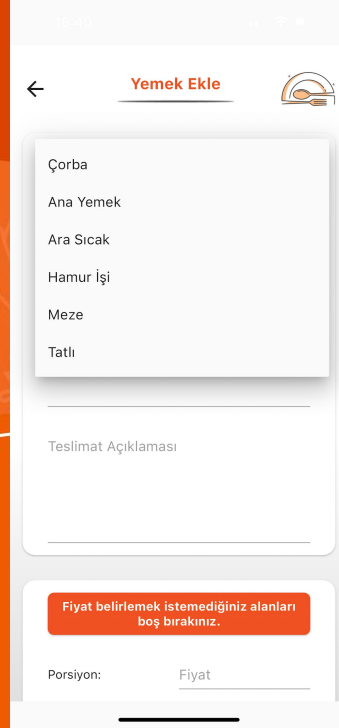 Yemek Ekle
Çorba
Ana Yemek
Ara Sıcak
Hamur İşi
Meze
Tatlı
Teslimat Açıklaması
Fiyat belirlemek istemediğiniz alanları
boş bırakınız.
Porsiyon:
Fiyat